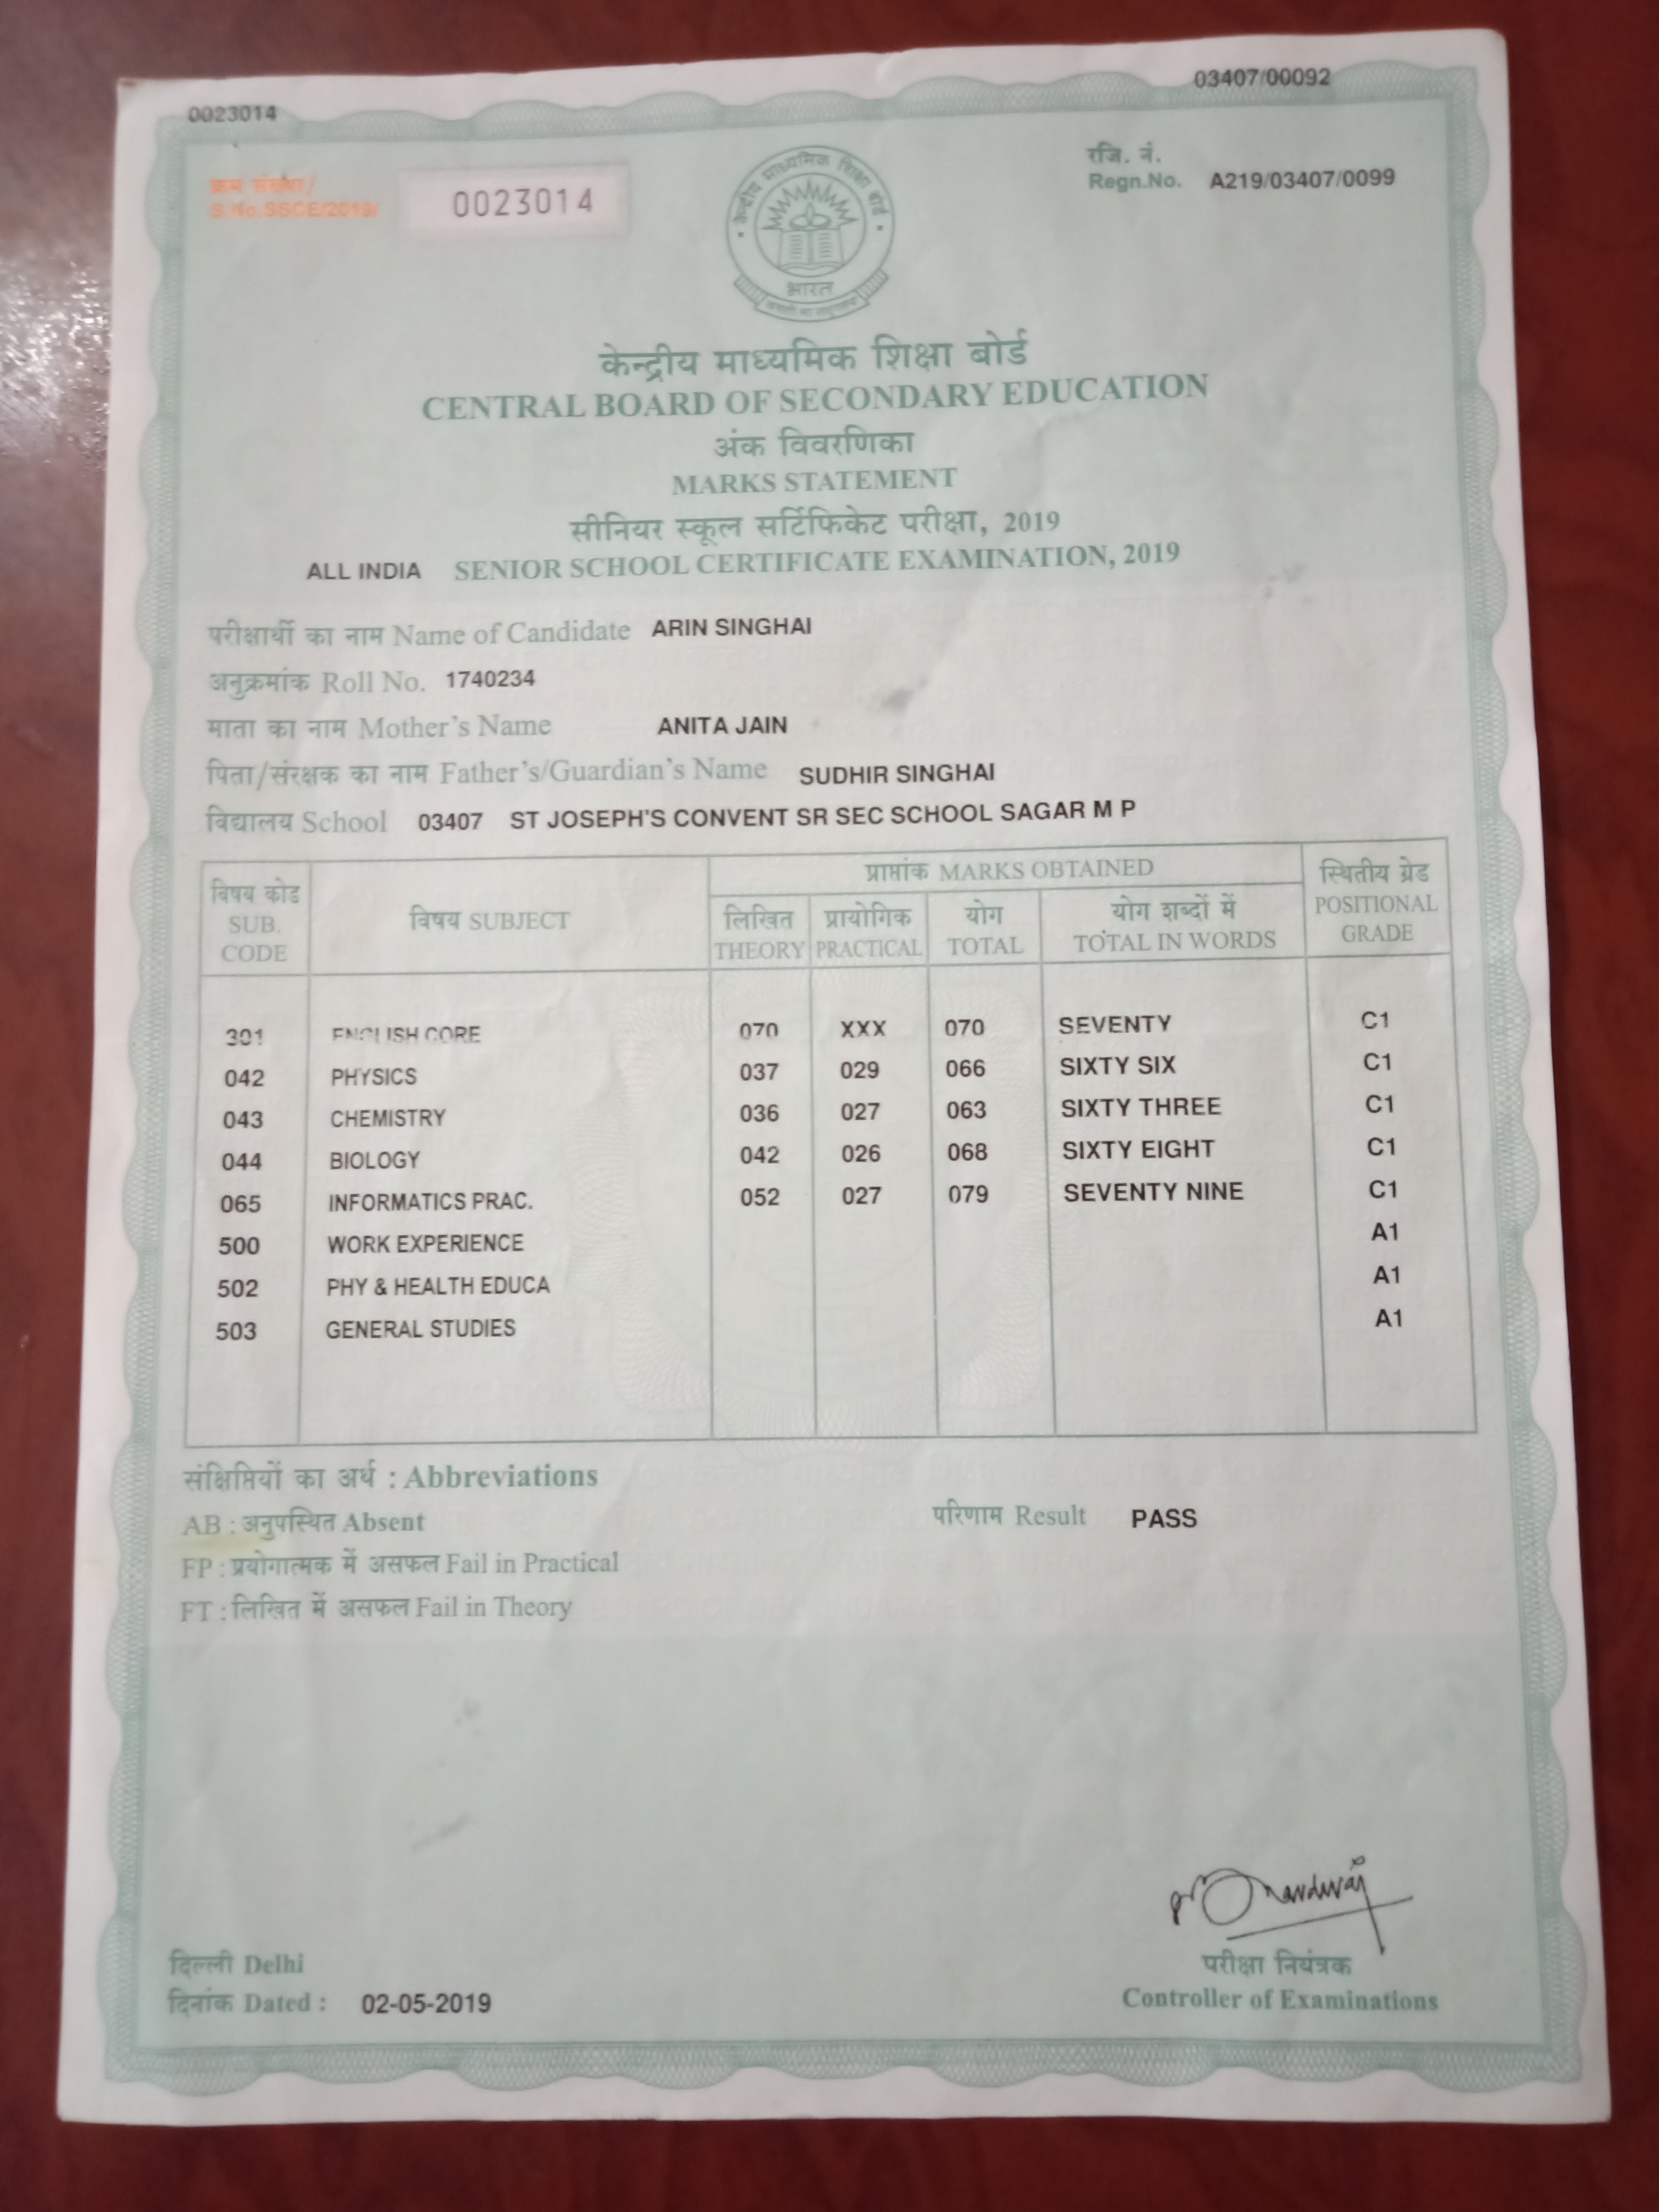 0023014
03407/00092
क्रम संख्या/
S.No.SSCE/2019/
0023014
रजि. नं.
Regn.No. A219/03407/0099
केन्द्रीय माध्यमिक शिक्षा बोर्ड
भारत
केन्द्रीय माध्यमिक शिक्षा बोर्ड
CENTRAL BOARD OF SECONDARY EDUCATION
अंक विवरणिका
MARKS STATEMENT
सीनियर स्कूल सर्टिफिकेट परीक्षा, 2019
ALL INDIA SENIOR SCHOOL CERTIFICATE EXAMINATION, 2019
परीक्षार्थी का नाम Name of Candidate ARIN SINGHAI
अनुक्रमांक Roll No. 1740234
माता का नाम Mother's Name ANITA JAIN
पिता/संरक्षक का नाम Father's/Guardian's Name SUDHIR SINGHAI
विद्यालय School 03407 ST JOSEPH'S CONVENT SR SEC SCHOOL SAGAR M P
विषय कोड SUB. CODE
विषय SUBJECT
प्राप्तांक MARKS OBTAINED
लिखित THEORY
प्रायोगिक PRACTICAL
योग TOTAL
योग शब्दों में TOTAL IN WORDS
स्थितीय ग्रेड POSITIONAL GRADE
301 ENGLISH CORE 070 XXX 070 SEVENTY C1
042 PHYSICS 037 029 066 SIXTY SIX C1
043 CHEMISTRY 036 027 063 SIXTY THREE C1
044 BIOLOGY 042 026 068 SIXTY EIGHT C1
065 INFORMATICS PRAC. 052 027 079 SEVENTY NINE C1
500 WORK EXPERIENCE A1
502 PHY & HEALTH EDUCA A1
503 GENERAL STUDIES A1
संक्षिप्तियों का अर्थ : Abbreviations
AB : अनुपस्थित Absent
परिणाम Result PASS
FP : प्रयोगात्मक में असफल Fail in Practical
FT : लिखित में असफल Fail in Theory
परीक्षा नियंत्रक
Controller of Examinations
दिल्ली Delhi
दिनांक Dated : 02-05-2019